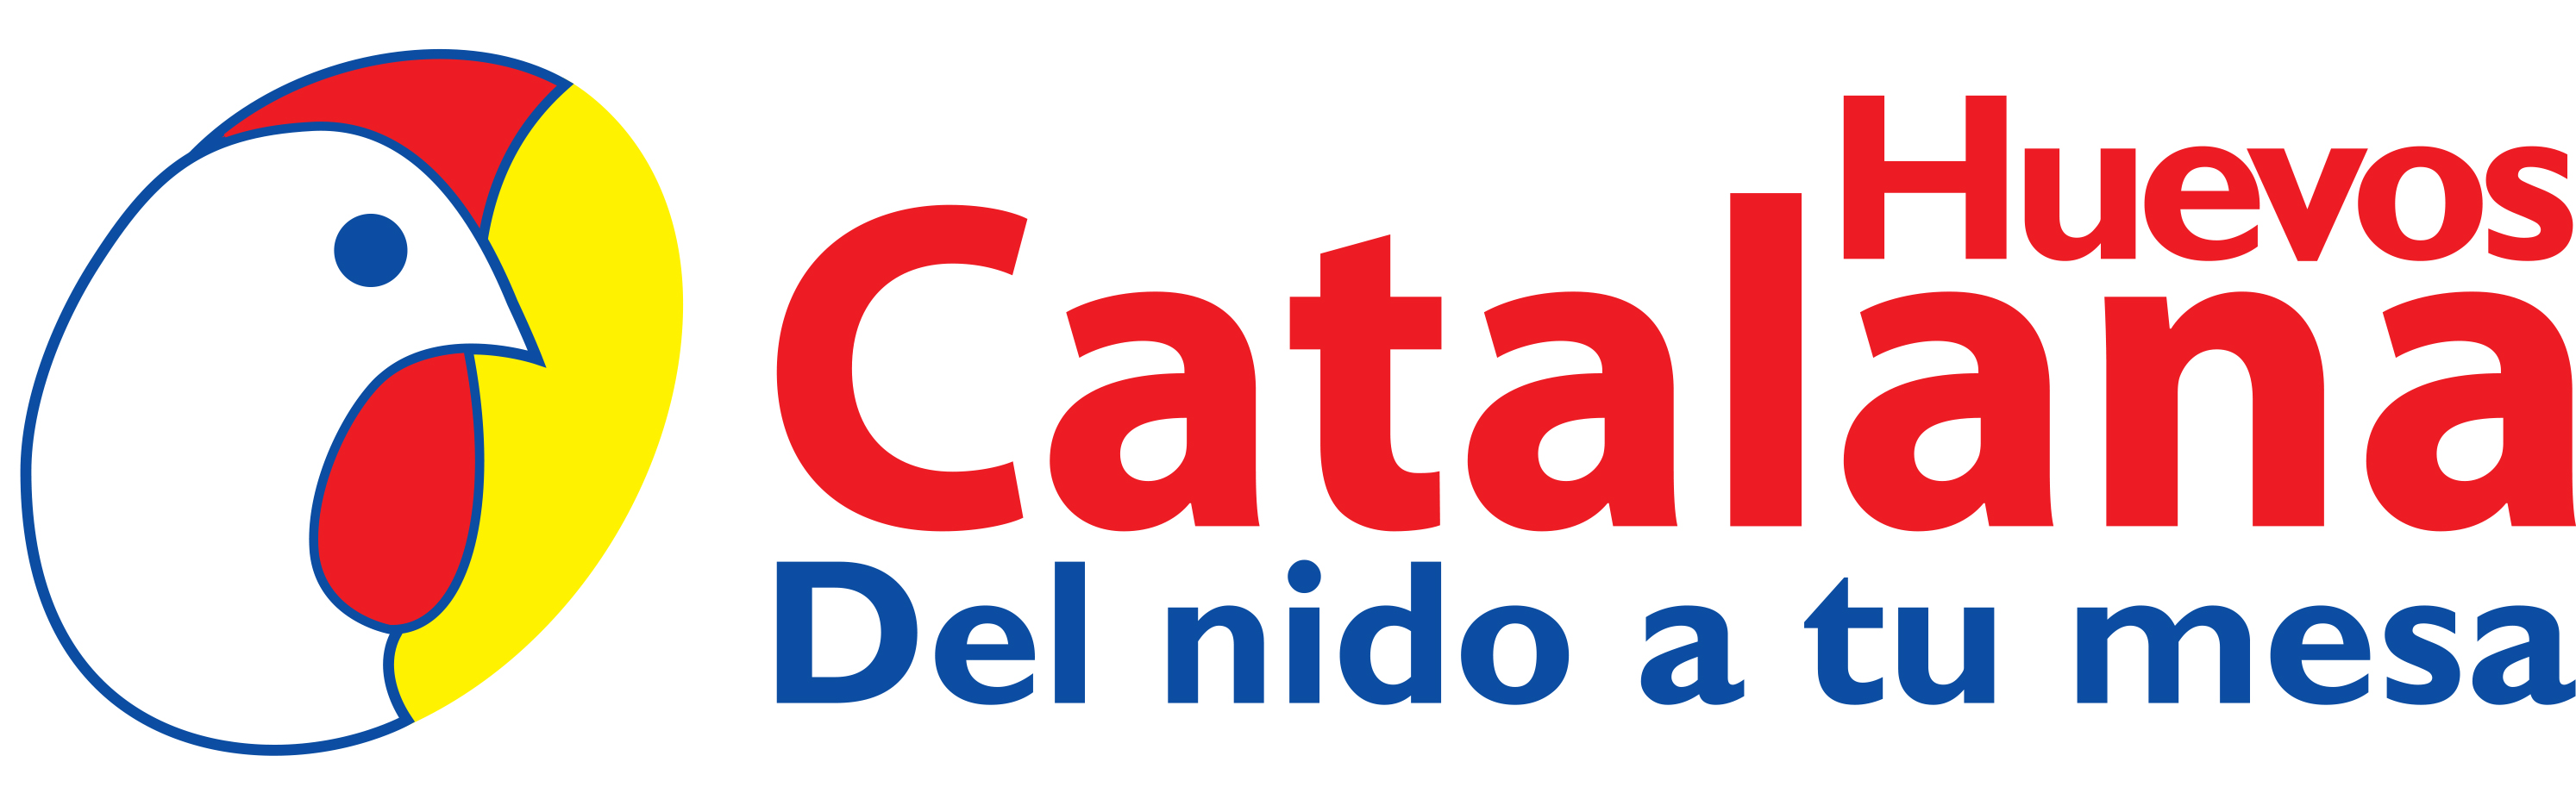 Huevos
Catalana
Del nido a tu mesa